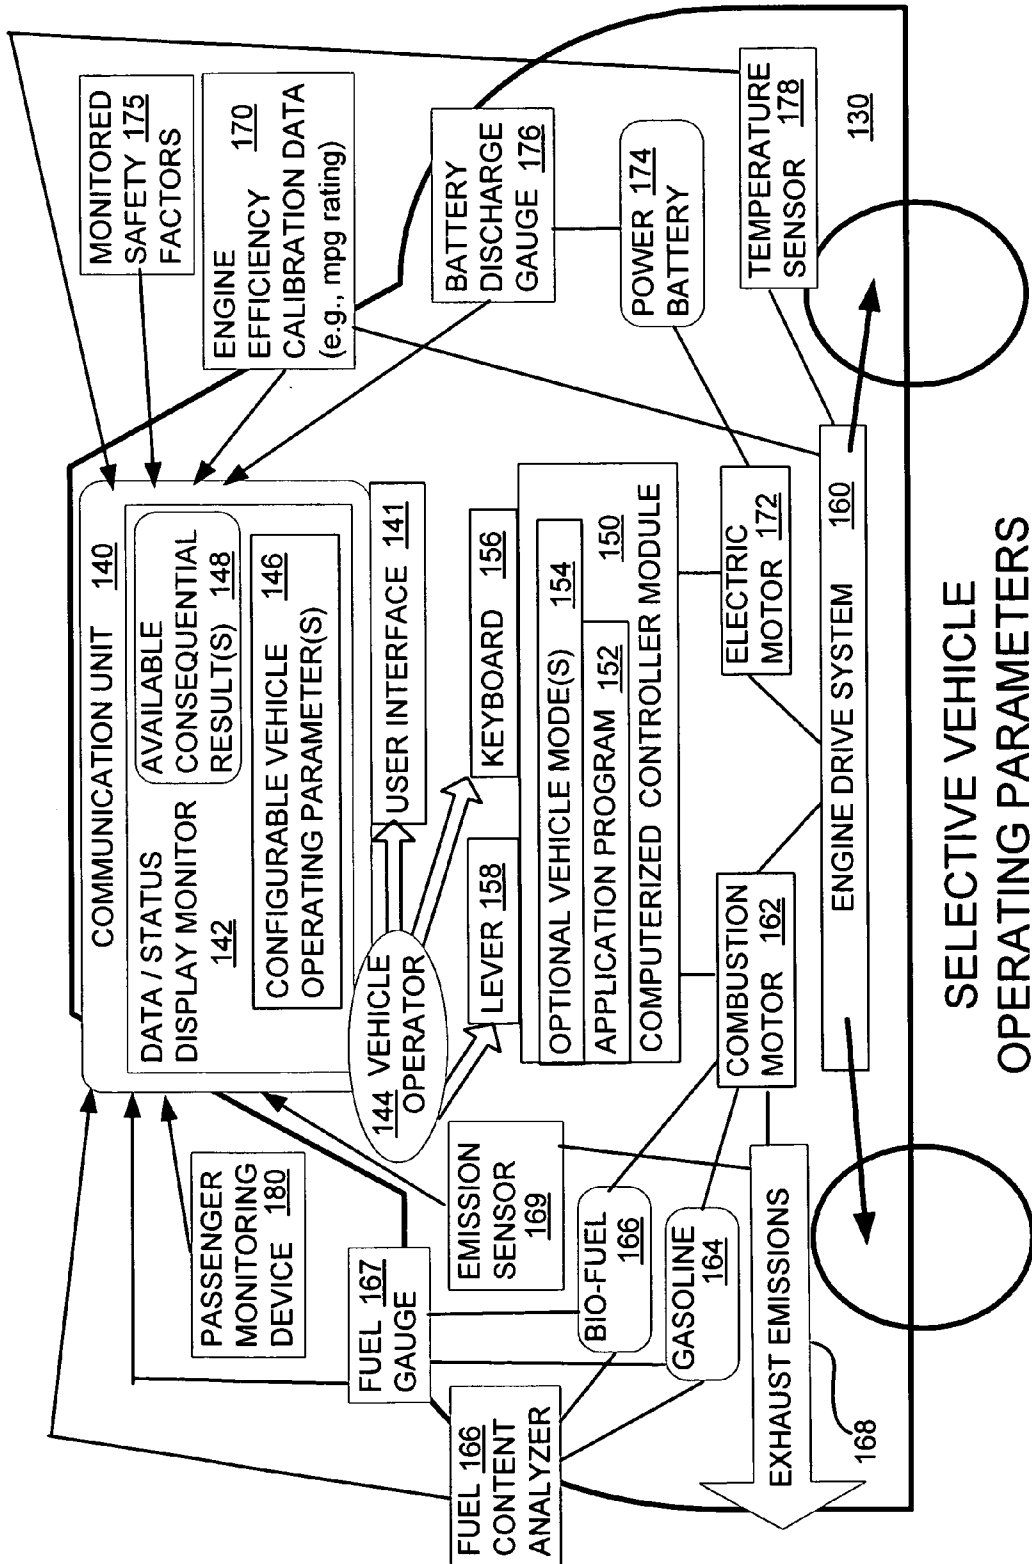 COMMUNICATION UNIT 140
DATA / STATUS
DISPLAY MONITOR
142
AVAILABLE
CONSEQUENTIAL
RESULT(S) 148
CONFIGURABLE VEHICLE 146
OPERATING PARAMETER(S)
MONITORED
SAFETY 175
FACTORS
ENGINE 170
EFFICIENCY
CALIBRATION DATA
(e.g., mpg rating)
PASSENGER
MONITORING
DEVICE 180
144 VEHICLE
OPERATOR
USER INTERFACE 141
FUEL 167
GAUGE
FUEL 166
CONTENT
ANALYZER
EMISSION
SENSOR
169
LEVER 158
KEYBOARD 156
BATTERY
DISCHARGE
GAUGE 176
OPTIONAL VEHICLE MODE(S) 154
APPLICATION PROGRAM 152 150
COMPUTERIZED CONTROLLER MODULE
BIO-FUEL
166
GASOLINE
164
POWER 174
BATTERY
COMBUSTION
MOTOR 162
ELECTRIC
MOTOR 172
TEMPERATURE
SENSOR 178
EXHAUST EMISSIONS
168
ENGINE DRIVE SYSTEM 160
130
SELECTIVE VEHICLE
OPERATING PARAMETERS